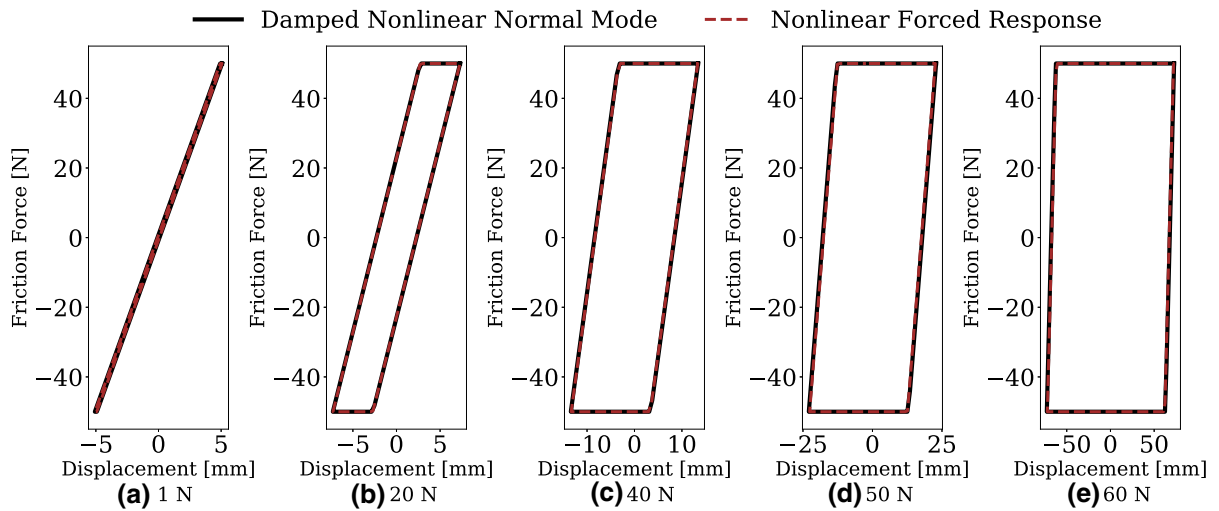 Damped Nonlinear Normal Mode Nonlinear Forced Response
Friction Force [N] 40 20 0 −20 −40
−5 0 5
Displacement [mm]
(a) 1 N
Friction Force [N] 40 20 0 −20 −40
−5 0 5
Displacement [mm]
(b) 20 N
Friction Force [N] 40 20 0 −20 −40
−10 0 10
Displacement [mm]
(c) 40 N
Friction Force [N] 40 20 0 −20 −40
−25 0 25
Displacement [mm]
(d) 50 N
Friction Force [N] 40 20 0 −20 −40
−50 0 50
Displacement [mm]
(e) 60 N